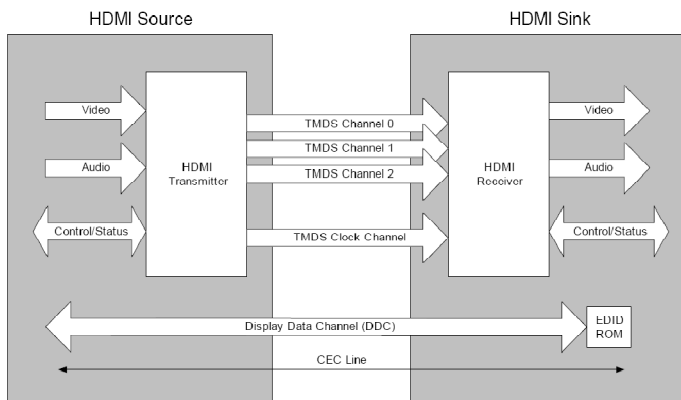 HDMI Source
HDMI Sink
Video
Audio
Control/Status
HDMI
Transmitter
TMDS Channel 0
TMDS Channel 1
TMDS Channel 2
TMDS Clock Channel
HDMI
Receiver
Video
Audio
Control/Status
Display Data Channel (DDC)
EDID
ROM
CEC Line